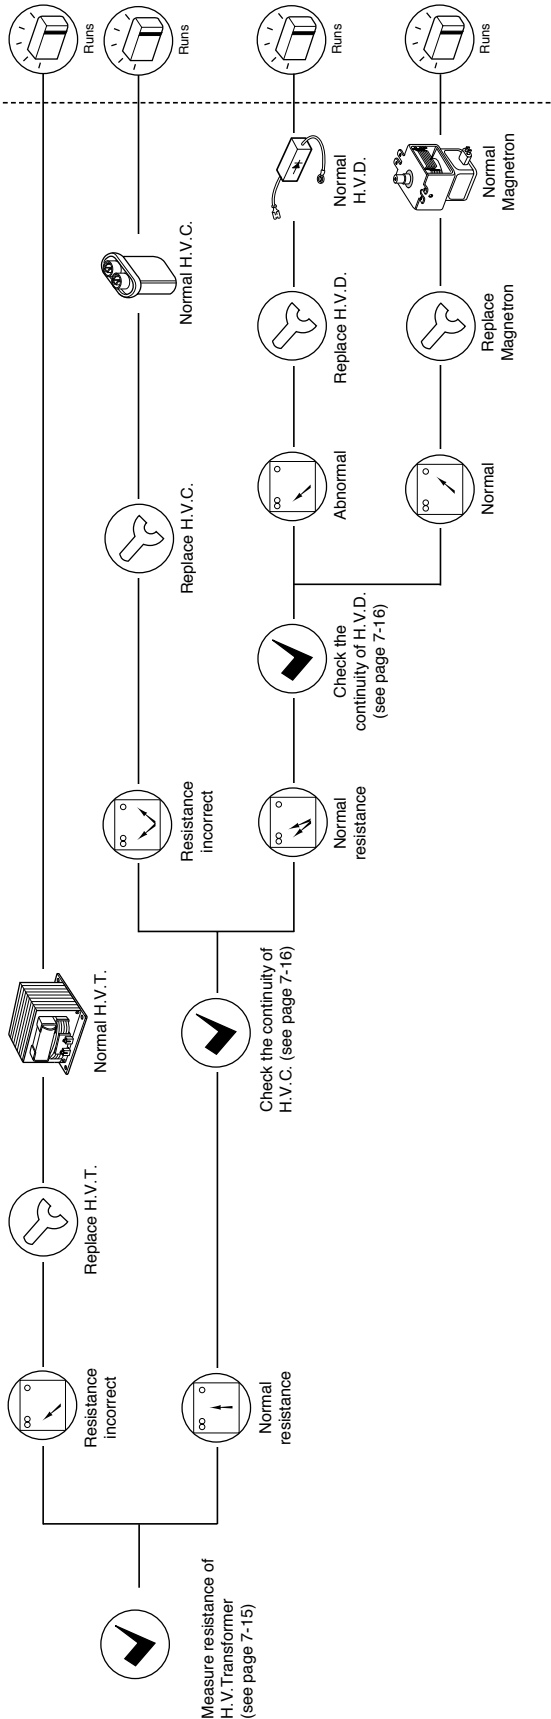 Measure resistance of
H.V.Transformer
(see page 7-15)
Resistance
incorrect
Replace H.V.T.
Normal H.V.T.
Runs
Normal
resistance
Check the continuity of
H.V.C. (see page 7-16)
Resistance
incorrect
Replace H.V.C.
Normal H.V.C.
Runs
Normal
resistance
Check the
continuity of H.V.D.
(see page 7-16)
Abnormal
Replace H.V.D.
Normal
H.V.D.
Runs
Normal
Replace
Magnetron
Normal
Magnetron
Runs